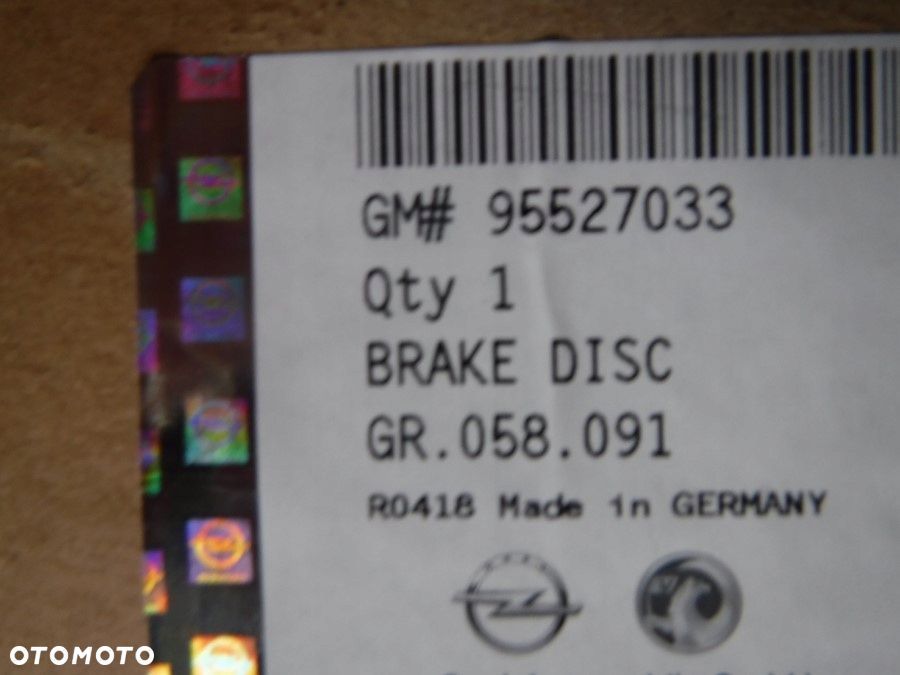 GM# 95527033
Qty 1
BRAKE DISC
GR.058.091
R0418 Made in GERMANY
OTOMOTO